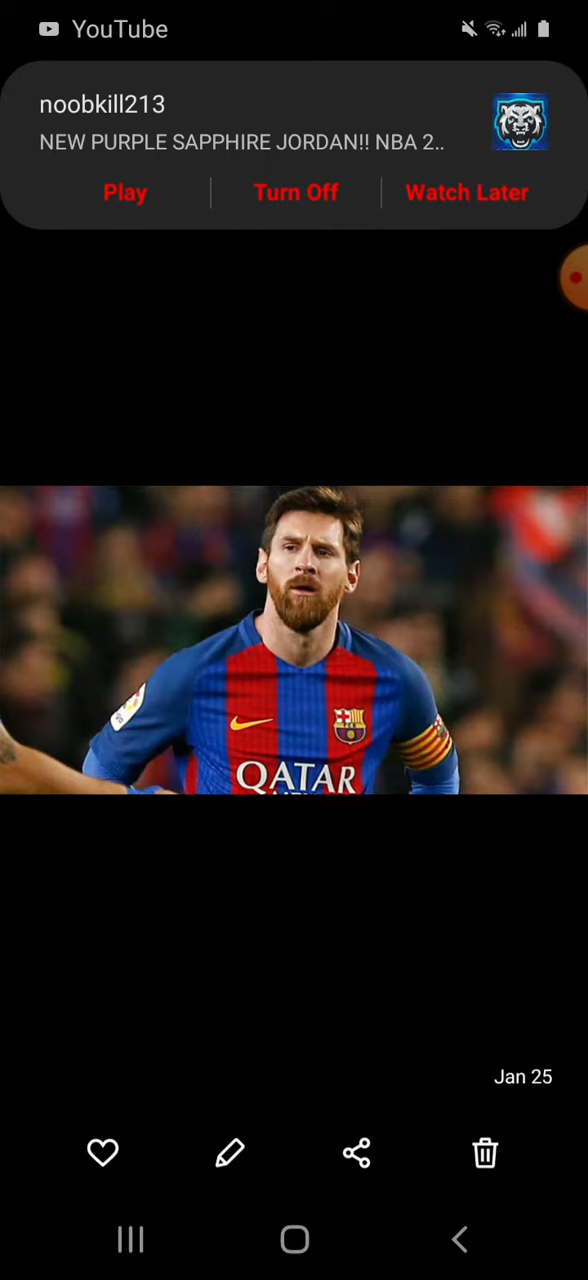 YouTube
noobkill213
NEW PURPLE SAPPHIRE JORDAN!! NBA 2..
Play
Turn Off
Watch Later
QATAR
Jan 25